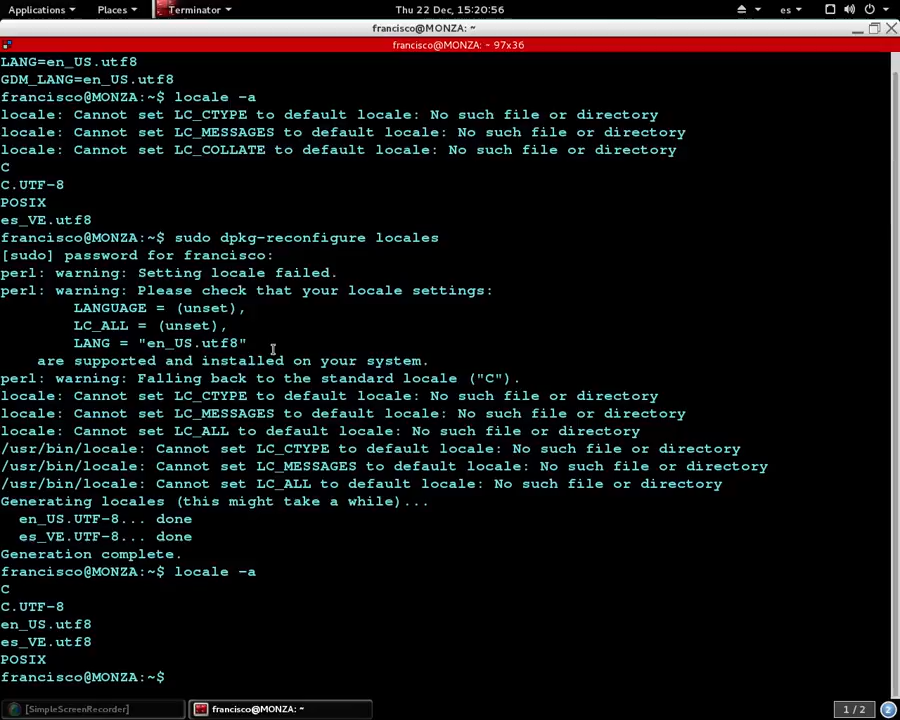 Applications Places Terminator Thu 22 Dec, 15:20:56 es
francisco@MONZA: ~
francisco@MONZA: ~ 97x36
LANG=en_US.utf8
GDM_LANG=en_US.utf8
francisco@MONZA:~$ locale -a
locale: Cannot set LC_CTYPE to default locale: No such file or directory
locale: Cannot set LC_MESSAGES to default locale: No such file or directory
locale: Cannot set LC_COLLATE to default locale: No such file or directory
C
C.UTF-8
POSIX
es_VE.utf8
francisco@MONZA:~$ sudo dpkg-reconfigure locales
[sudo] password for francisco:
perl: warning: Setting locale failed.
perl: warning: Please check that your locale settings:
LANGUAGE = (unset),
LC_ALL = (unset),
LANG = "en_US.utf8"
are supported and installed on your system.
perl: warning: Falling back to the standard locale ("C").
locale: Cannot set LC_CTYPE to default locale: No such file or directory
locale: Cannot set LC_MESSAGES to default locale: No such file or directory
locale: Cannot set LC_ALL to default locale: No such file or directory
/usr/bin/locale: Cannot set LC_CTYPE to default locale: No such file or directory
/usr/bin/locale: Cannot set LC_MESSAGES to default locale: No such file or directory
/usr/bin/locale: Cannot set LC_ALL to default locale: No such file or directory
Generating locales (this might take a while)...
en_US.UTF-8... done
es_VE.UTF-8... done
Generation complete.
francisco@MONZA:~$ locale -a
C
C.UTF-8
en_US.utf8
es_VE.utf8
POSIX
francisco@MONZA:~$
[SimpleScreenRecorder] francisco@MONZA: ~ 1 / 2 2